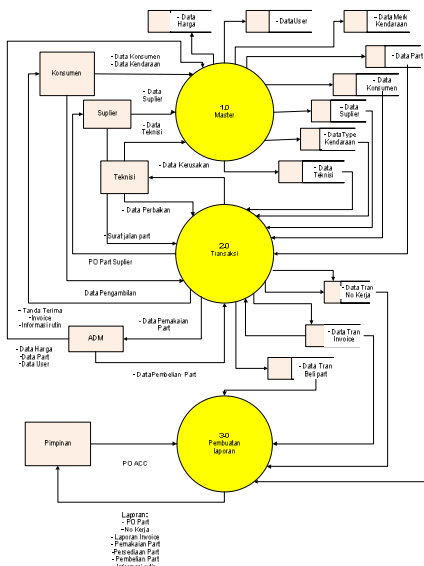 - Data
Harga
- DataUser
- Data Merk
Kendaraan
- Data Part
- Data
Konsumen
- Data
Suplier
- DataType
Kendaraan
- Data
Teknisi
Konsumen
- Data Konsumen
- Data Kendaraan
Suplier
- Data
Suplier
- Data
Teknisi
1.0
Master
Teknisi
- Data Kerusakan
- Data Perbaikan
- Surat jalan part
PO Part Suplier
2.0
Transaksi
Data Pengambilan
- Tanda Terima
-Invoice
-Informasi rutin
ADM
- Data Pemakaian
Part
- Data Harga
-Data Part
-Data User
-DataPembelian Part
- Data Tran
No Kerja
- Data Tran
Invoice
- Data Tran
Beli part
Pimpinan
PO ACC
3.0
Pembuatan
laporan
Laporan:
- PO Part
-No Kerja
- Laporan Invoice
- Pemakaian Part
-Persediaan Part
- Pembelian Part
-Informasi rutin